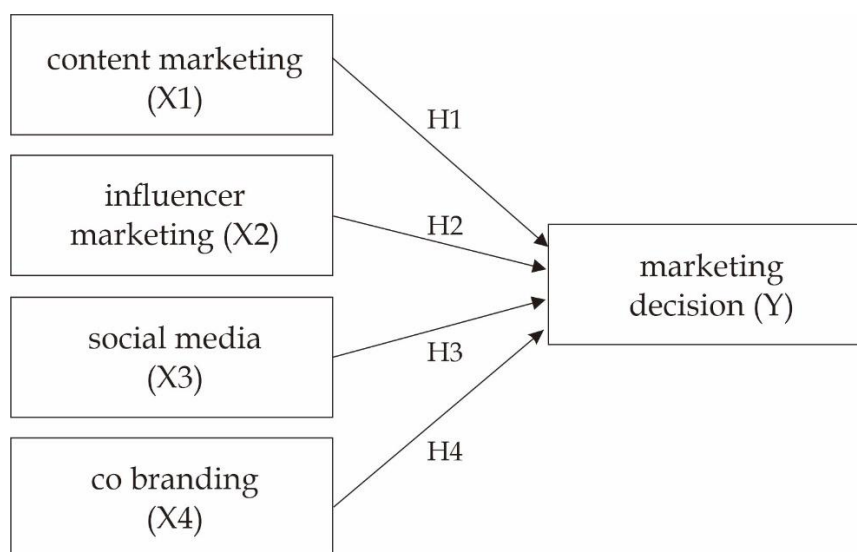 content marketing
(X1)
H1
influencer
marketing (X2)
H2
marketing
decision (Y)
social media
(X3)
H3
co branding
(X4)
H4